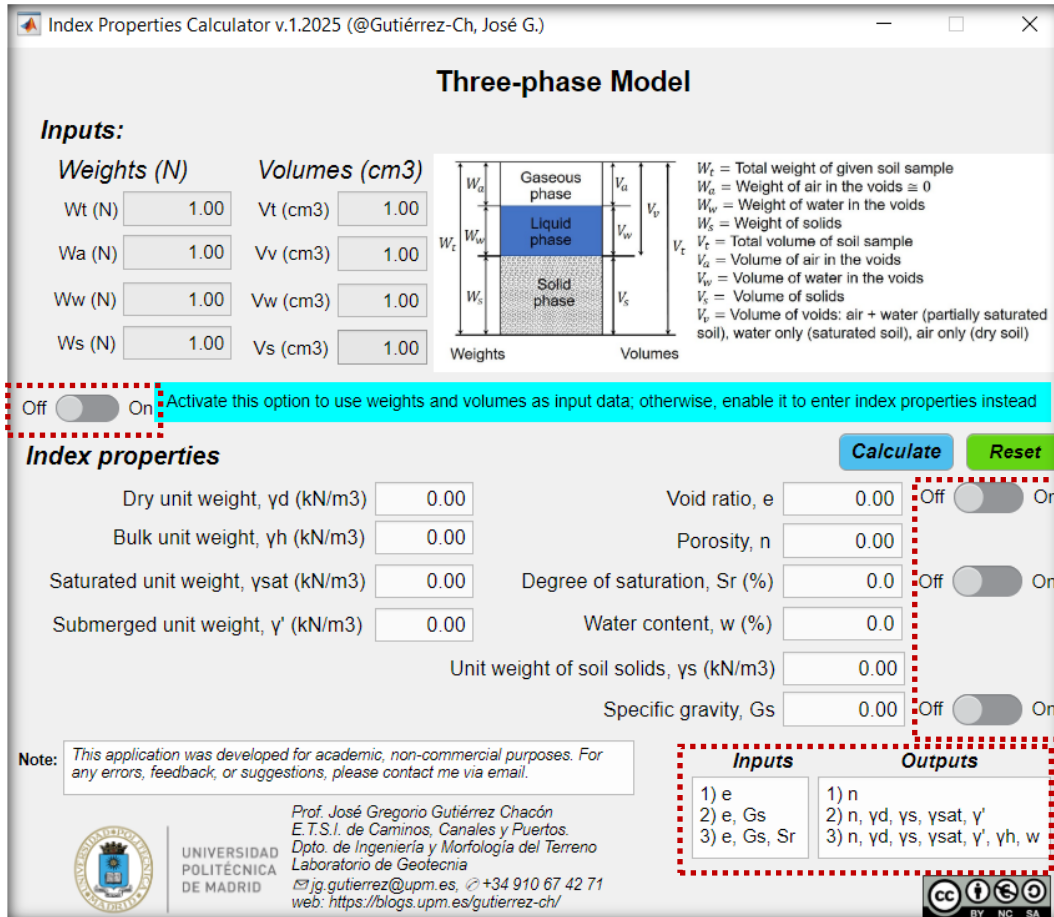 Index Properties Calculator v.1.2025 (@Gutiérrez-Ch, José G.)
Three-phase Model
Inputs:
Weights (N)
Volumes (cm3)
Wt (N) 1.00 Vt (cm3) 1.00
Wa (N) 1.00 Vv (cm3) 1.00
Ww (N) 1.00 Vw (cm3) 1.00
Ws (N) 1.00 Vs (cm3) 1.00
Wa
Ww
Wt
Ws
Gaseous
phase
Liquid
phase
Solid
phase
Va
Vw
Vv
Vt
Vs
Weights
Volumes
Wt = Total weight of given soil sample
Wa = Weight of air in the voids ≅ 0
Ww = Weight of water in the voids
Ws = Weight of solids
Vt = Total volume of soil sample
Va = Volume of air in the voids
Vw = Volume of water in the voids
Vs = Volume of solids
Vv = Volume of voids: air + water (partially saturated
soil), water only (saturated soil), air only (dry soil)
Off On Activate this option to use weights and volumes as input data; otherwise, enable it to enter index properties instead
Index properties
Calculate
Reset
Dry unit weight, γd (kN/m3) 0.00
Bulk unit weight, γh (kN/m3) 0.00
Saturated unit weight, γsat (kN/m3) 0.00
Submerged unit weight, γ' (kN/m3) 0.00
Void ratio, e 0.00 Off On
Porosity, n 0.00
Degree of saturation, Sr (%) 0.0 Off On
Water content, w (%) 0.0
Unit weight of soil solids, γs (kN/m3) 0.00
Specific gravity, Gs 0.00 Off On
Note: This application was developed for academic, non-commercial purposes. For
any errors, feedback, or suggestions, please contact me via email.
Inputs
1) e
2) e, Gs
3) e, Gs, Sr
Outputs
1) n
2) n, γd, γs, γsat, γ'
3) n, γd, γs, γsat, γ', γh, w
UNIVERSIDAD
POLITÉCNICA
DE MADRID
Prof. José Gregorio Gutiérrez Chacón
E.T.S.I. de Caminos, Canales y Puertos.
Dpto. de Ingeniería y Morfología del Terreno
Laboratorio de Geotecnia
✉ jg.gutierrez@upm.es, ✆ +34 910 67 42 71
web: https://blogs.upm.es/gutierrez-ch/
cc
BY NC SA